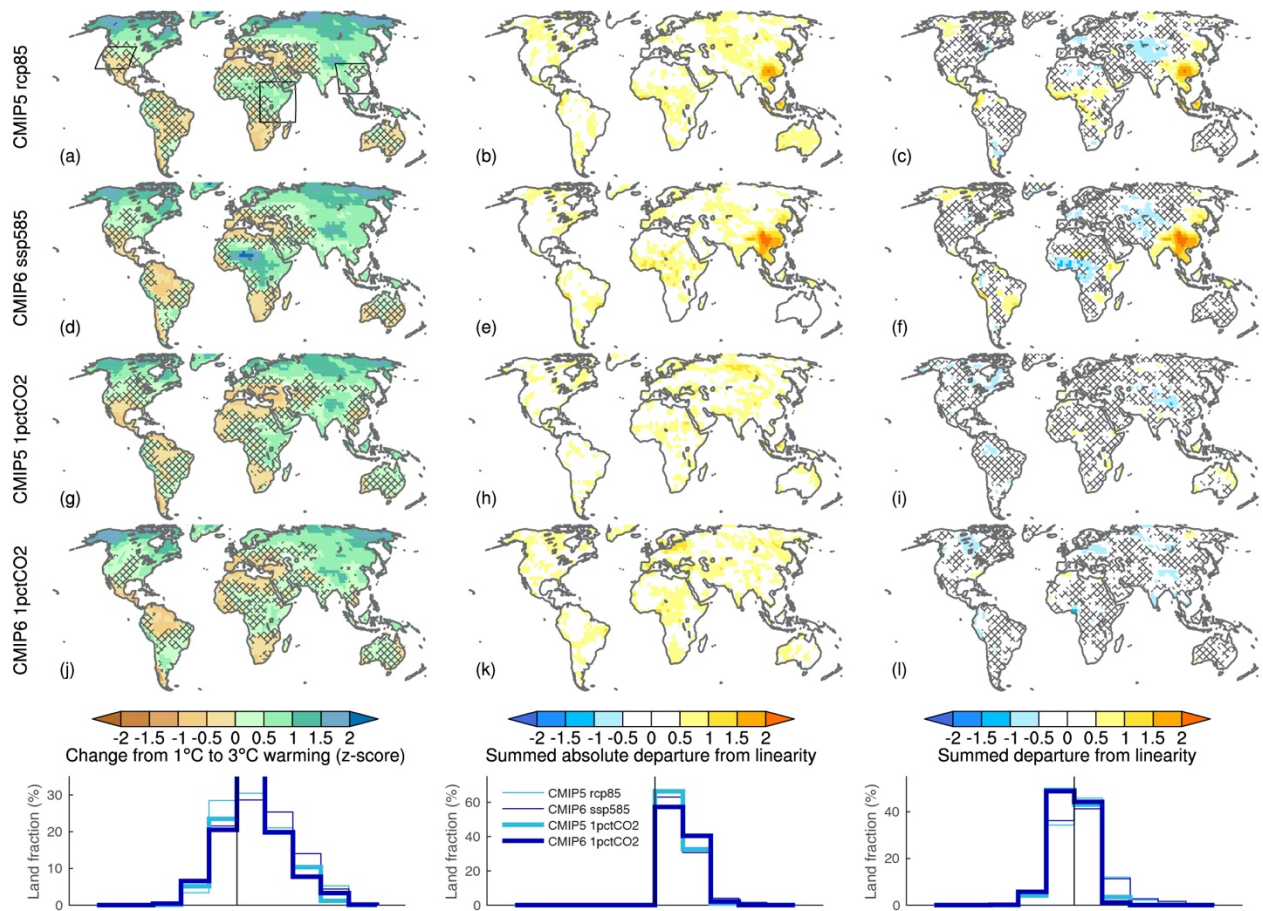 CMIP5 rcp85
(a)
(b)
(c)
CMIP6 ssp585
(d)
(e)
(f)
CMIP5 1pctCO2
(g)
(h)
(i)
CMIP6 1pctCO2
(j)
(k)
(l)
-2 -1.5 -1 -0.5 0 0.5 1 1.5 2
Change from 1°C to 3°C warming (z-score)
-2 -1.5 -1 -0.5 0 0.5 1 1.5 2
Summed absolute departure from linearity
-2 -1.5 -1 -0.5 0 0.5 1 1.5 2
Summed departure from linearity
Land fraction (%)
30
20
10
0
Land fraction (%)
60
40
20
0
CMIP5 rcp85
CMIP6 ssp585
CMIP5 1pctCO2
CMIP6 1pctCO2
Land fraction (%)
40
20
0